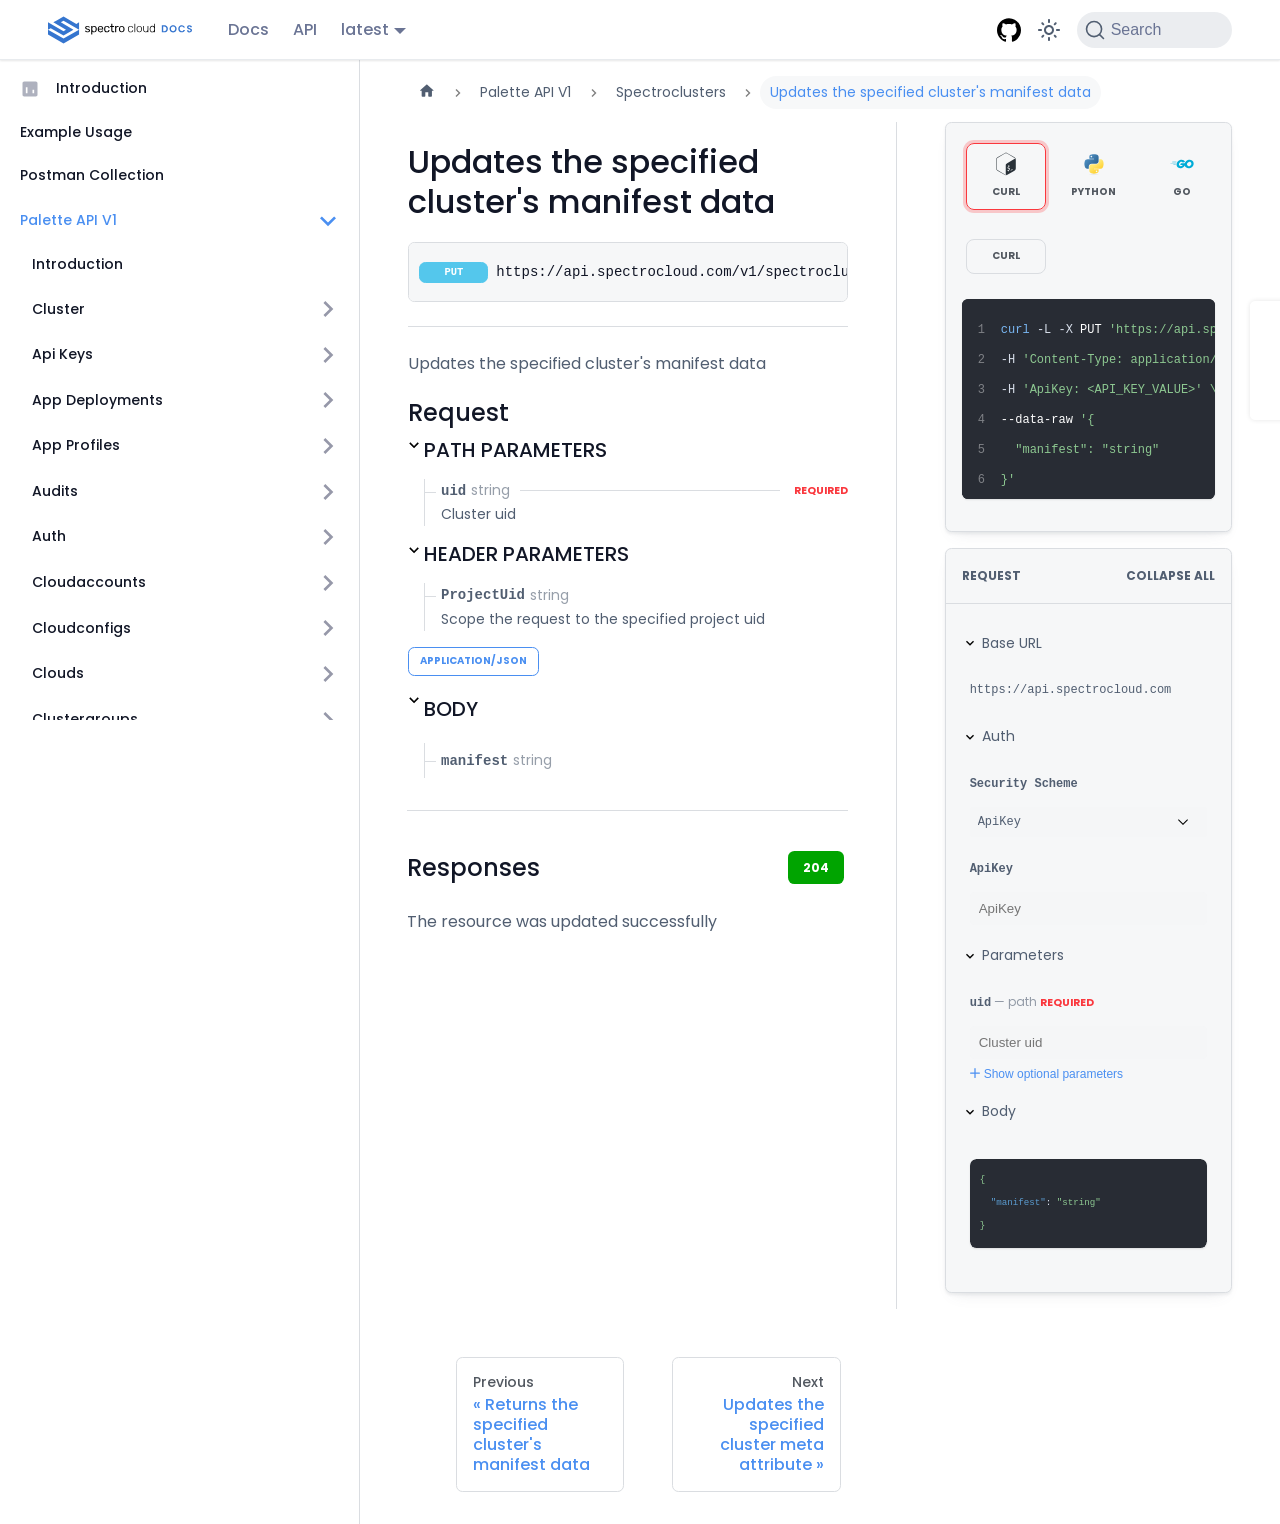 spectro cloud DOCS
Docs
API
latest
Search
Introduction
Example Usage
Postman Collection
Palette API V1
Introduction
Cluster
Api Keys
App Deployments
App Profiles
Audits
Auth
Cloudaccounts
Cloudconfigs
Clouds
Clustergroups
Palette API V1
Spectroclusters
Updates the specified cluster's manifest data
Updates the specified
cluster's manifest data
PUT https://api.spectrocloud.com/v1/spectroclu
Updates the specified cluster's manifest data
Request
PATH PARAMETERS
uid string REQUIRED
Cluster uid
HEADER PARAMETERS
ProjectUid string
Scope the request to the specified project uid
APPLICATION/JSON
BODY
manifest string
Responses
204
The resource was updated successfully
CURL
PYTHON
GO
CURL
1 curl -L -X PUT 'https://api.sp
2 -H 'Content-Type: application/
3 -H 'ApiKey: <API_KEY_VALUE>' \
4 --data-raw '{
5 "manifest": "string"
6 }'
REQUEST
COLLAPSE ALL
Base URL
https://api.spectrocloud.com
Auth
Security Scheme
ApiKey
ApiKey
ApiKey
Parameters
uid — path REQUIRED
Cluster uid
Show optional parameters
Body
{
"manifest": "string"
}
Previous
« Returns the
specified
cluster's
manifest data
Next
Updates the
specified
cluster meta
attribute »